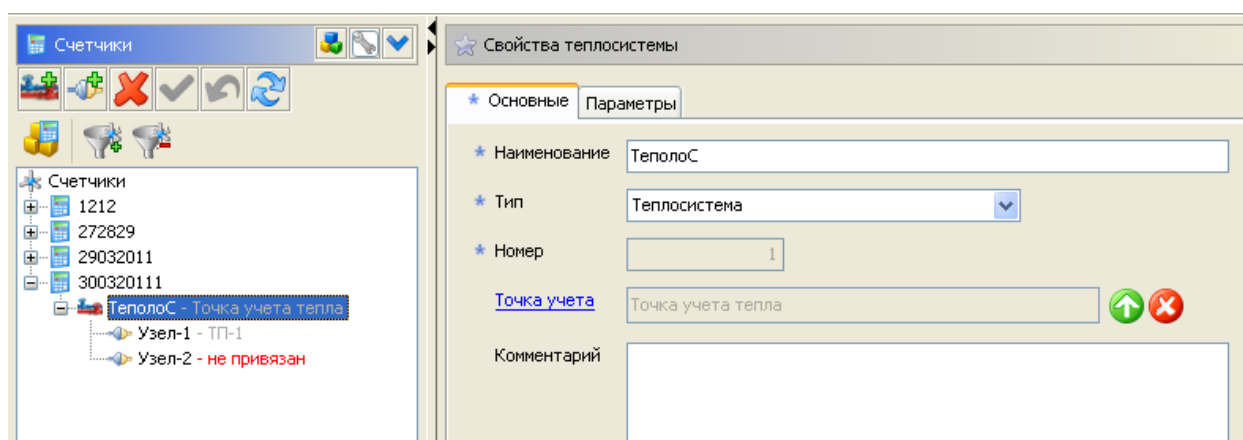 Счетчики
Счетчики
1212
272829
29032011
300320111
ТеполоС - Точка учета тепла
Узел-1 - ТП-1
Узел-2 - не привязан
Свойства теплосистемы
* Основные Параметры
* Наименование ТеполоС
* Тип Теплосистема
* Номер 1
Точка учета Точка учета тепла
Комментарий